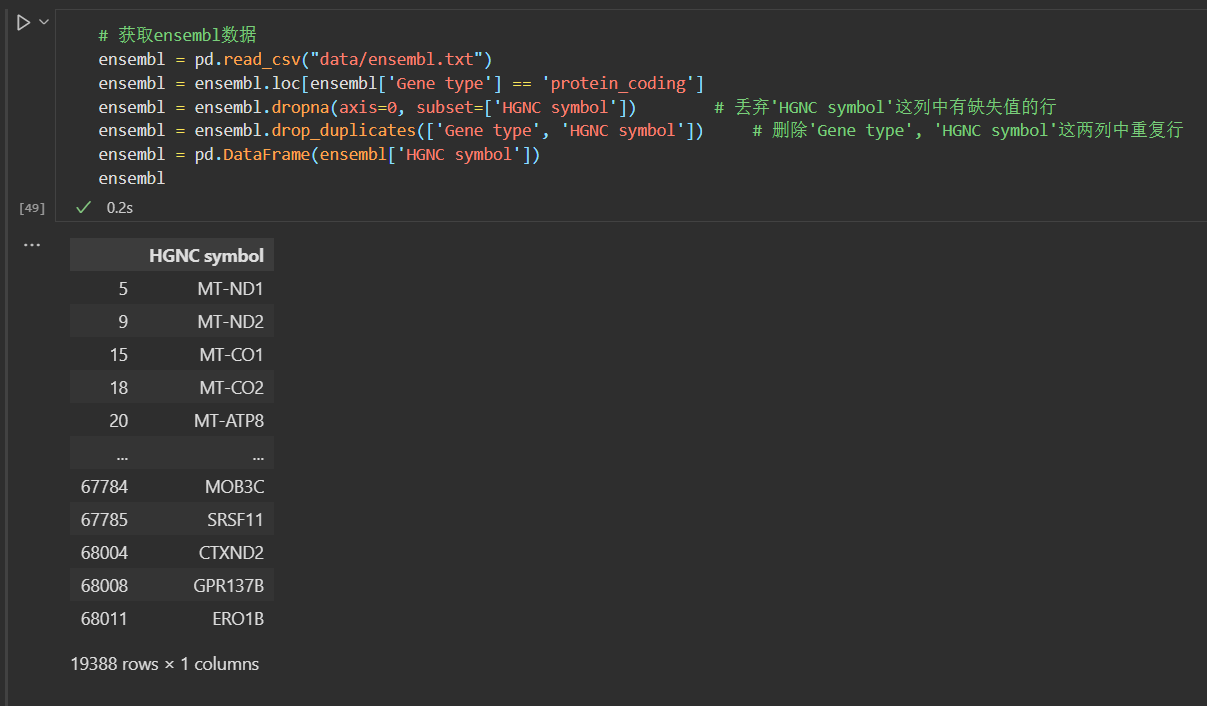 # 获取ensembl数据
ensembl = pd.read_csv("data/ensembl.txt")
ensembl = ensembl.loc[ensembl['Gene type'] == 'protein_coding']
ensembl = ensembl.dropna(axis=0, subset=['HGNC symbol'])        # 丢弃'HGNC symbol'这列中有缺失值的行
ensembl = ensembl.drop_duplicates(['Gene type', 'HGNC symbol'])     # 删除'Gene type', 'HGNC symbol'这两列中重复行
ensembl = pd.DataFrame(ensembl['HGNC symbol'])
ensembl
[49] 0.2s
...
HGNC symbol
5 MT-ND1
9 MT-ND2
15 MT-CO1
18 MT-CO2
20 MT-ATP8
... ...
67784 MOB3C
67785 SRSF11
68004 CTXND2
68008 GPR137B
68011 ERO1B
19388 rows × 1 columns